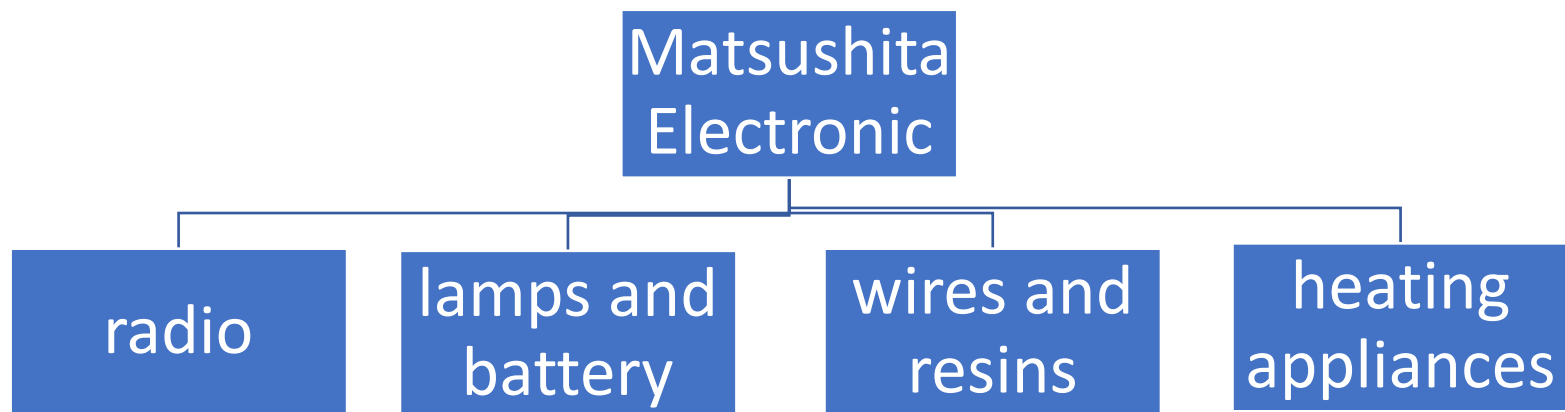 Matsushita
Electronic
radio
lamps and
battery
wires and
resins
heating
appliances